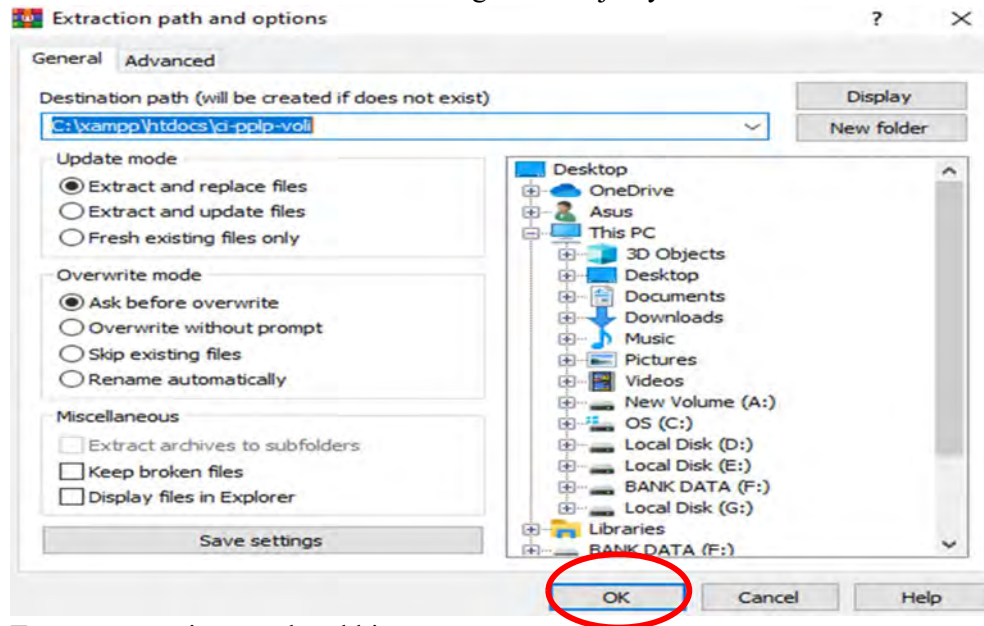 Extraction path and options
? ×
General Advanced
Destination path (will be created if does not exist)
Display
C:\xampp\htdocs\ci-pplp-voli
New folder
Update mode
Extract and replace files
Extract and update files
Fresh existing files only
Overwrite mode
Ask before overwrite
Overwrite without prompt
Skip existing files
Rename automatically
Miscellaneous
Extract archives to subfolders
Keep broken files
Display files in Explorer
Save settings
Desktop
OneDrive
Asus
This PC
3D Objects
Desktop
Documents
Downloads
Music
Pictures
Videos
New Volume (A:)
OS (C:)
Local Disk (D:)
Local Disk (E:)
BANK DATA (F:)
Local Disk (G:)
Libraries
BANK DATA (F:)
OK Cancel Help